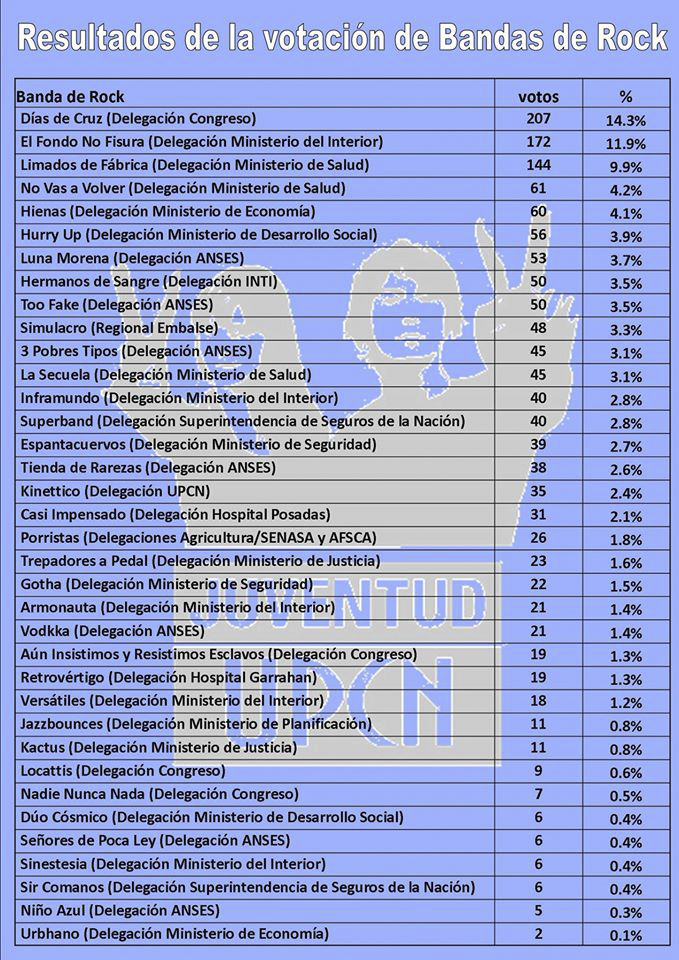 Resultados de la votación de Bandas de Rock
Banda de Rock votos %
Días de Cruz (Delegación Congreso) 207 14.3%
El Fondo No Fisura (Delegación Ministerio del Interior) 172 11.9%
Limados de Fábrica (Delegación Ministerio de Salud) 144 9.9%
No Vas a Volver (Delegación Ministerio de Salud) 61 4.2%
Hienas (Delegación Ministerio de Economía) 60 4.1%
Hurry Up (Delegación Ministerio de Desarrollo Social) 56 3.9%
Luna Morena (Delegación ANSES) 53 3.7%
Hermanos de Sangre (Delegación INTI) 50 3.5%
Too Fake (Delegación ANSES) 50 3.5%
Simulacro (Regional Embalse) 48 3.3%
3 Pobres Tipos (Delegación ANSES) 45 3.1%
La Secuela (Delegación Ministerio de Salud) 45 3.1%
Inframundo (Delegación Ministerio del Interior) 40 2.8%
Superband (Delegación Superintendencia de Seguros de la Nación) 40 2.8%
Espantacuervos (Delegación Ministerio de Seguridad) 39 2.7%
Tienda de Rarezas (Delegación ANSES) 38 2.6%
Kinettico (Delegación UPCN) 35 2.4%
Casi Impensado (Delegación Hospital Posadas) 31 2.1%
Porristas (Delegaciones Agricultura/SENASA y AFSCA) 26 1.8%
Trepadores a Pedal (Delegación Ministerio de Justicia) 23 1.6%
Gotha (Delegación Ministerio de Seguridad) 22 1.5%
Armonauta (Delegación Ministerio del Interior) 21 1.4%
Vodkka (Delegación ANSES) 21 1.4%
Aún Insistimos y Resistimos Esclavos (Delegación Congreso) 19 1.3%
Retrovértigo (Delegación Hospital Garrahan) 19 1.3%
Versátiles (Delegación Ministerio del Interior) 18 1.2%
Jazzbounces (Delegación Ministerio de Planificación) 11 0.8%
Kactus (Delegación Ministerio de Justicia) 11 0.8%
Locattis (Delegación Congreso) 9 0.6%
Nadie Nunca Nada (Delegación Congreso) 7 0.5%
Dúo Cósmico (Delegación Ministerio de Desarrollo Social) 6 0.4%
Señores de Poca Ley (Delegación ANSES) 6 0.4%
Sinestesia (Delegación Ministerio del Interior) 6 0.4%
Sir Comanos (Delegación Superintendencia de Seguros de la Nación) 6 0.4%
Niño Azul (Delegación ANSES) 5 0.3%
Urbhano (Delegación Ministerio de Economía) 2 0.1%
JUVENTUD
UPCN